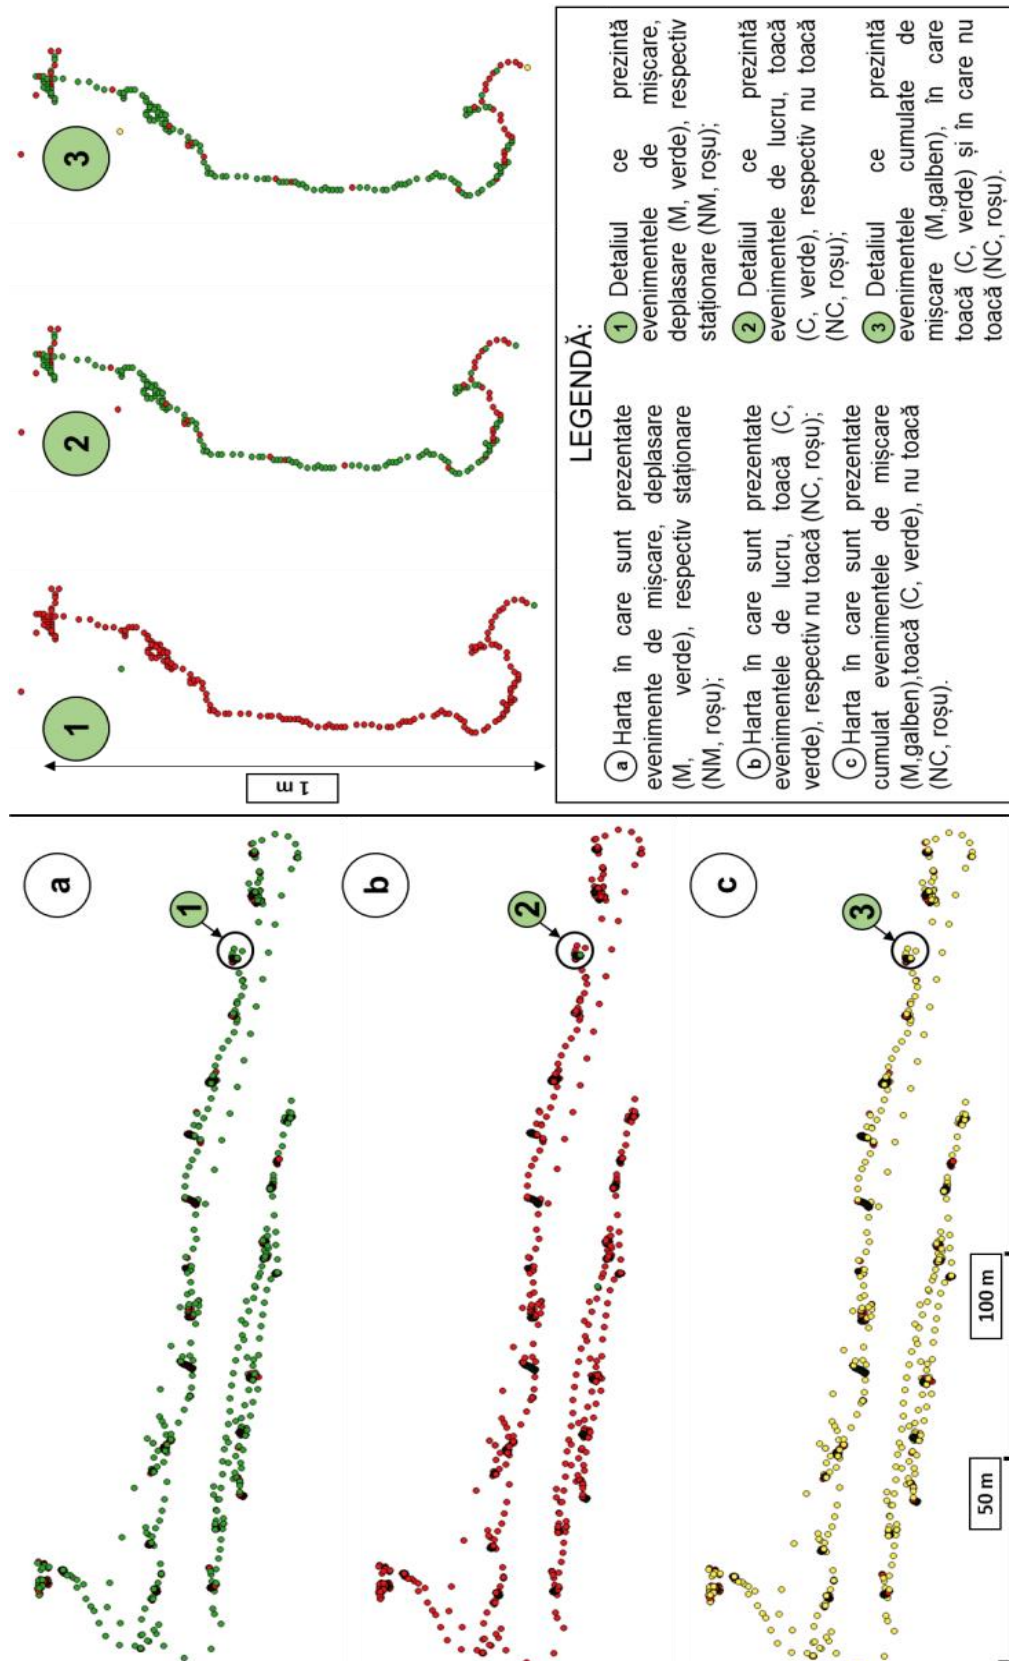 a
1
b
2
c
3
50 m
100 m
1 m
1
2
3
LEGENDĂ:
a Harta în care sunt prezentate
evenimente de mișcare, deplasare
(M, verde), respectiv staționare
(NM, roșu);
b Harta în care sunt prezentate
evenimentele de lucru, toacă (C,
verde), respectiv nu toacă (NC, roșu);
c Harta în care sunt prezentate
cumulat evenimentele de mișcare
(M,galben),toacă (C, verde), nu toacă
(NC, roșu).
1 Detaliul ce prezintă
evenimentele de mișcare,
deplasare (M, verde), respectiv
staționare (NM, roșu);
2 Detaliul ce prezintă
evenimentele de lucru, toacă
(C, verde), respectiv nu toacă
(NC, roșu);
3 Detaliul ce prezintă
evenimentele cumulate de
mișcare (M,galben), în care
toacă (C, verde) și în care nu
toacă (NC, roșu).